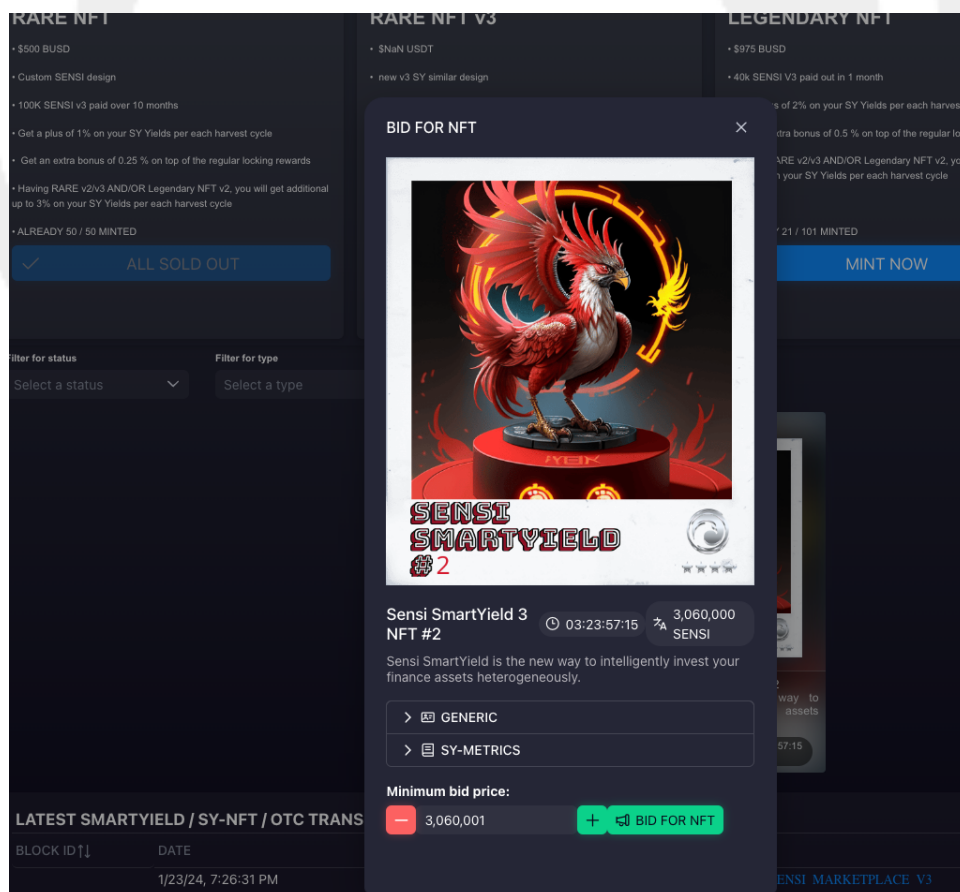 RARE NFT
• $500 BUSD
• Custom SENSI design
• 100K SENSI v3 paid over 10 months
• Get a plus of 1% on your SY Yields per each harvest cycle
• Get an extra bonus of 0.25 % on top of the regular locking rewards
• Having RARE v2/v3 AND/OR Legendary NFT v2, you will get additional
up to 3% on your SY Yields per each harvest cycle
• ALREADY 50 / 50 MINTED
ALL SOLD OUT
RARE NFT v3
• $NaN USDT
• new v3 SY similar design
LEGENDARY NFT
• $975 BUSD
• 40k SENSI V3 paid out in 1 month
s of 2% on your SY Yields per each harves
tra bonus of 0.5 % on top of the regular lo
ARE v2/v3 AND/OR Legendary NFT v2, yo
n your SY Yields per each harvest cycle
21 / 101 MINTED
MINT NOW
Filter for status
Select a status
Filter for type
Select a type
BID FOR NFT
SENSI
SMARTYIELD
#2
Sensi SmartYield 3
NFT #2
03:23:57:15
3,060,000
SENSI
Sensi SmartYield is the new way to intelligently invest your
finance assets heterogeneously.
GENERIC
SY-METRICS
Minimum bid price:
3,060,001
BID FOR NFT
way to
assets
57:15
LATEST SMARTYIELD / SY-NFT / OTC TRANS
BLOCK ID
DATE
1/23/24, 7:26:31 PM
ENSI MARKETPLACE V3